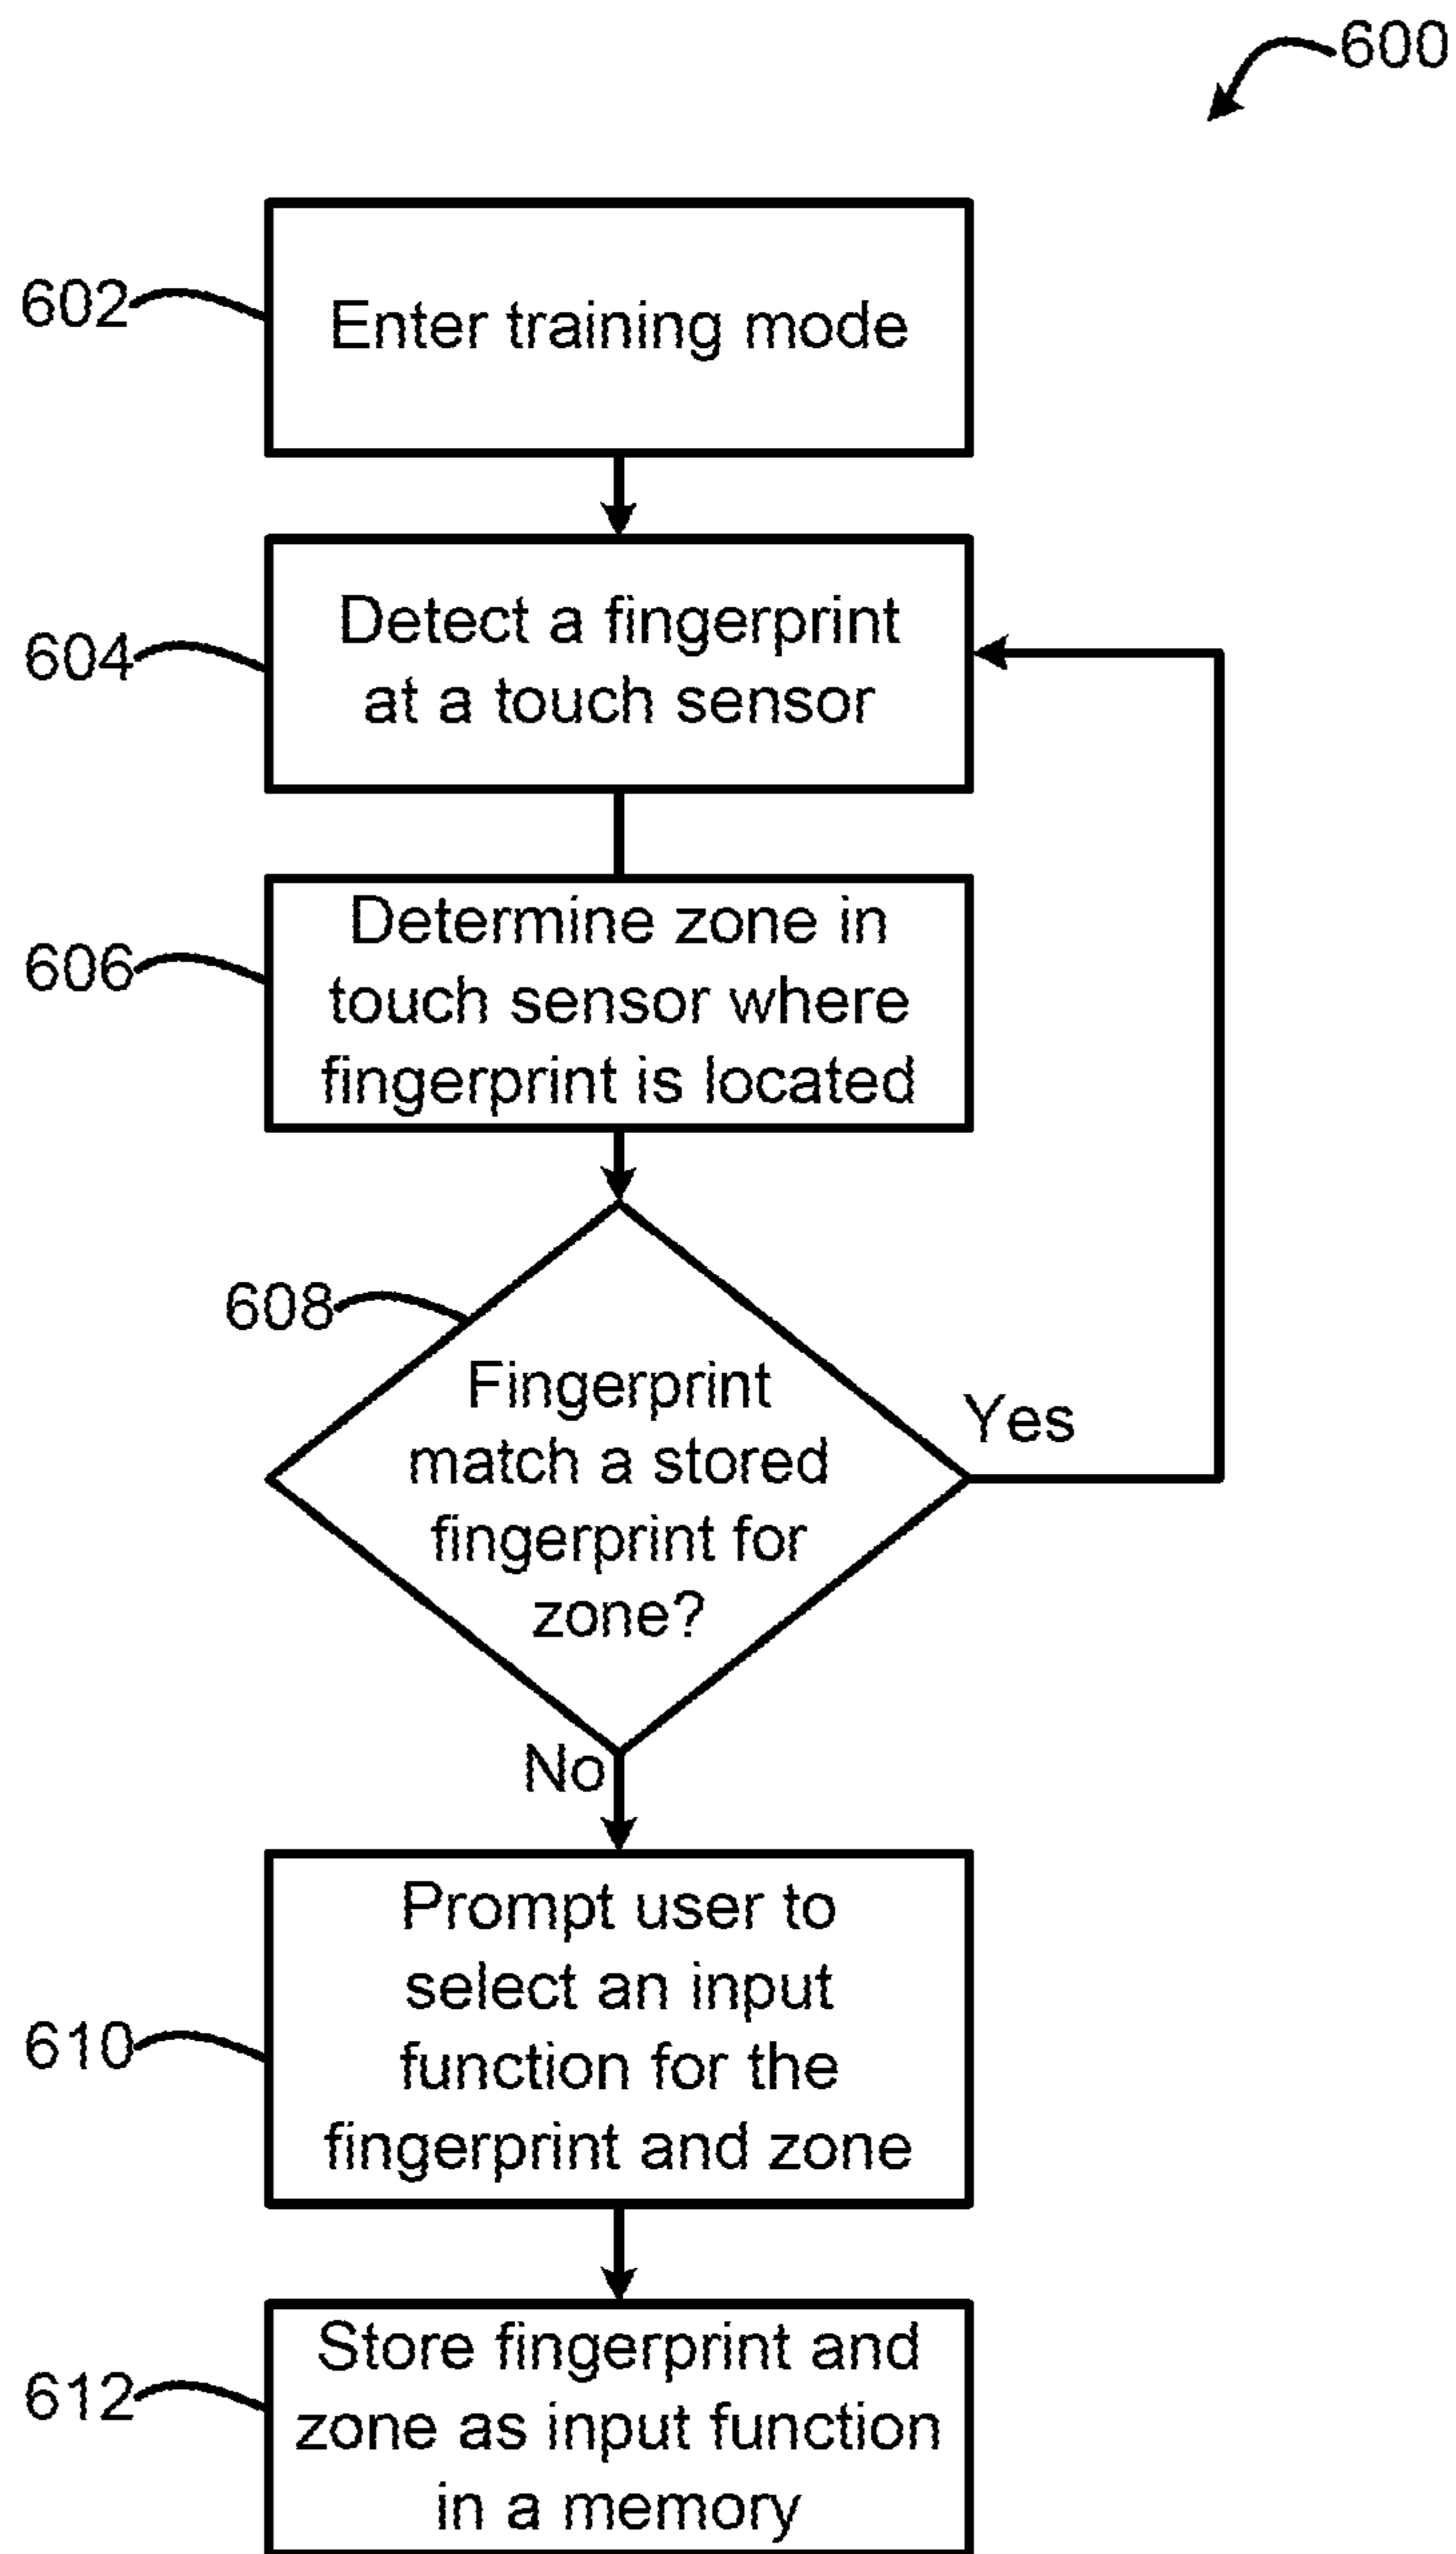 600
602
Enter training mode
604
Detect a fingerprint
at a touch sensor
606
Determine zone in
touch sensor where
fingerprint is located
608
Fingerprint
match a stored
fingerprint for
zone?
Yes
No
610
Prompt user to
select an input
function for the
fingerprint and zone
612
Store fingerprint and
zone as input function
in a memory